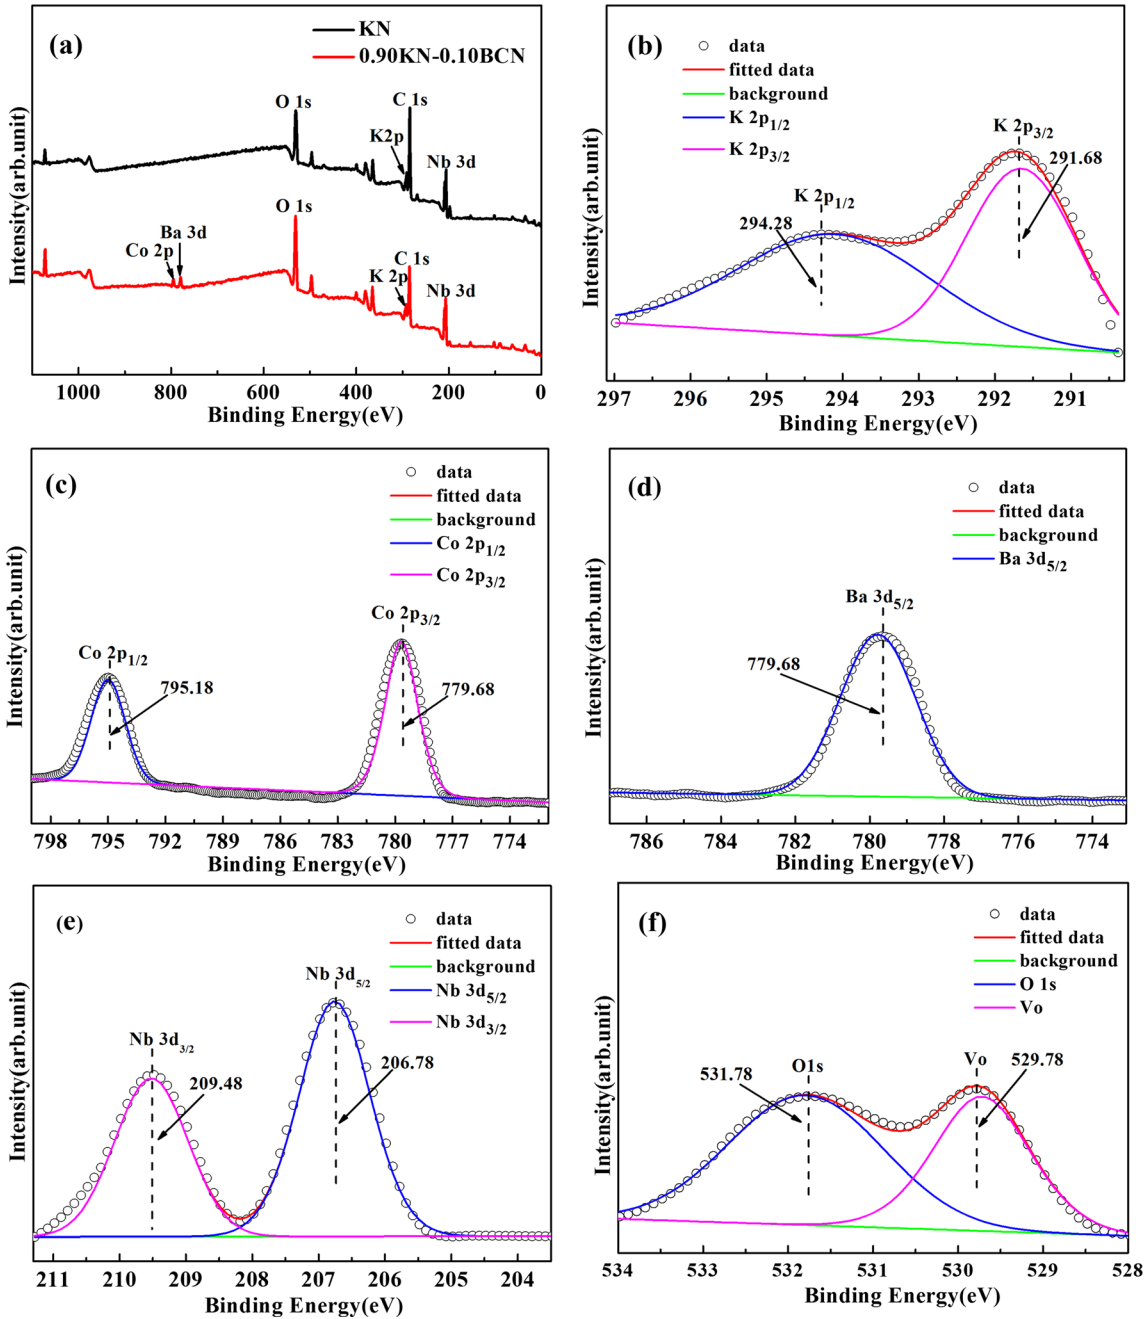 (a)
KN
0.90KN-0.10BCN
O 1s
C 1s
K2p
Nb 3d
O 1s
Ba 3d
Co 2p
C 1s
K 2p
Nb 3d
Intensity(arb.unit)
1000 800 600 400 200 0
Binding Energy(eV)
(b)
data
fitted data
background
K 2p1/2
K 2p3/2
K 2p3/2
291.68
K 2p1/2
294.28
Intensity(arb.unit)
297 296 295 294 293 292 291
Binding Energy(eV)
(c)
data
fitted data
background
Co 2p1/2
Co 2p3/2
Co 2p3/2
Co 2p1/2
795.18
779.68
Intensity(arb.unit)
798 795 792 789 786 783 780 777 774
Binding Energy(eV)
(d)
data
fitted data
background
Ba 3d5/2
Ba 3d5/2
779.68
Intensity(arb.unit)
786 784 782 780 778 776 774
Binding Energy(eV)
(e)
data
fitted data
background
Nb 3d5/2
Nb 3d3/2
Nb 3d5/2
Nb 3d3/2
206.78
209.48
Intensity(arb.unit)
211 210 209 208 207 206 205 204
Binding Energy(eV)
(f)
data
fitted data
background
O 1s
Vo
Vo
O1s
529.78
531.78
Intensity(arb.unit)
534 533 532 531 530 529 528
Binding Energy(eV)